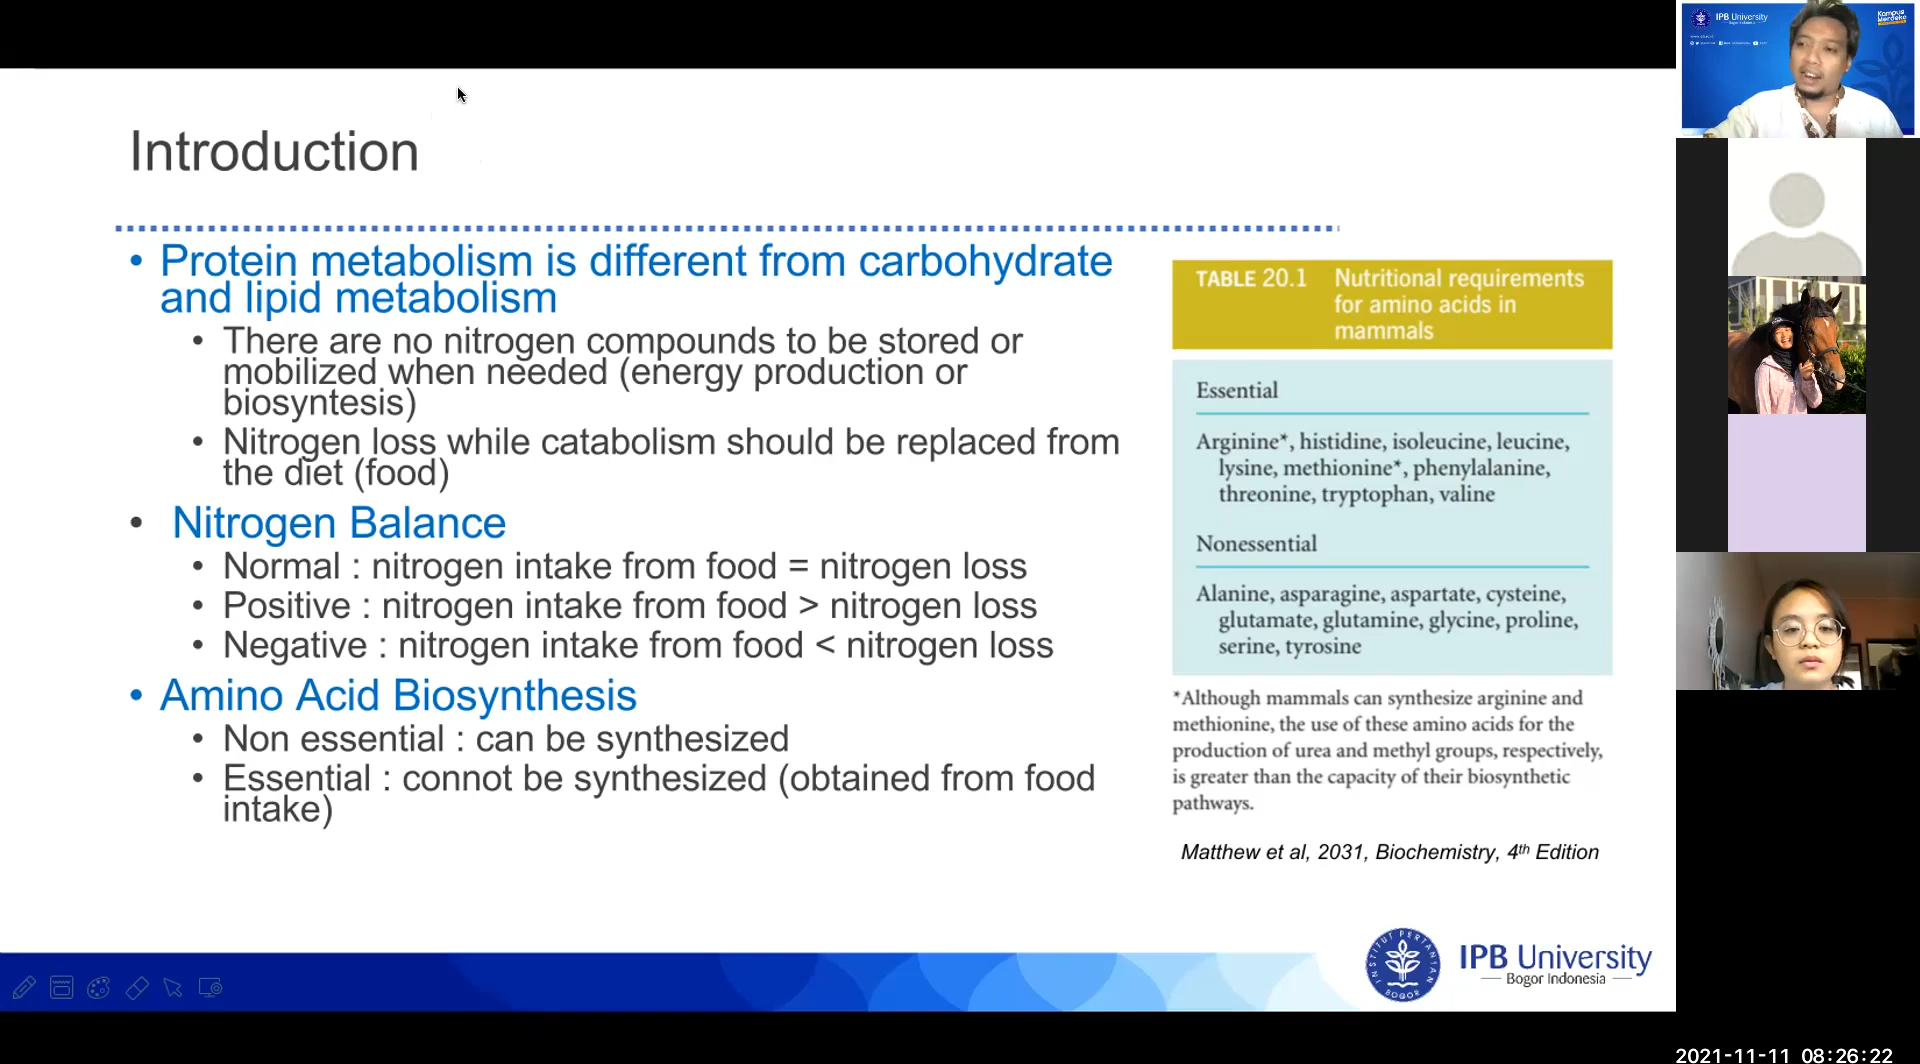 Introduction
• Protein metabolism is different from carbohydrate
and lipid metabolism
• There are no nitrogen compounds to be stored or
mobilized when needed (energy production or
biosyntesis)
• Nitrogen loss while catabolism should be replaced from
the diet (food)
• Nitrogen Balance
• Normal : nitrogen intake from food = nitrogen loss
• Positive : nitrogen intake from food > nitrogen loss
• Negative : nitrogen intake from food < nitrogen loss
• Amino Acid Biosynthesis
• Non essential : can be synthesized
• Essential : connot be synthesized (obtained from food
intake)
TABLE 20.1 Nutritional requirements
for amino acids in
mammals
Essential
Arginine*, histidine, isoleucine, leucine,
lysine, methionine*, phenylalanine,
threonine, tryptophan, valine
Nonessential
Alanine, asparagine, aspartate, cysteine,
glutamate, glutamine, glycine, proline,
serine, tyrosine
*Although mammals can synthesize arginine and
methionine, the use of these amino acids for the
production of urea and methyl groups, respectively,
is greater than the capacity of their biosynthetic
pathways.
Matthew et al, 2031, Biochemistry, 4th Edition
INSTITUT PERTANIAN
BOGOR
IPB University
Bogor Indonesia
IPB University
Kampus
Merdeka
2021-11-11 08:26:22